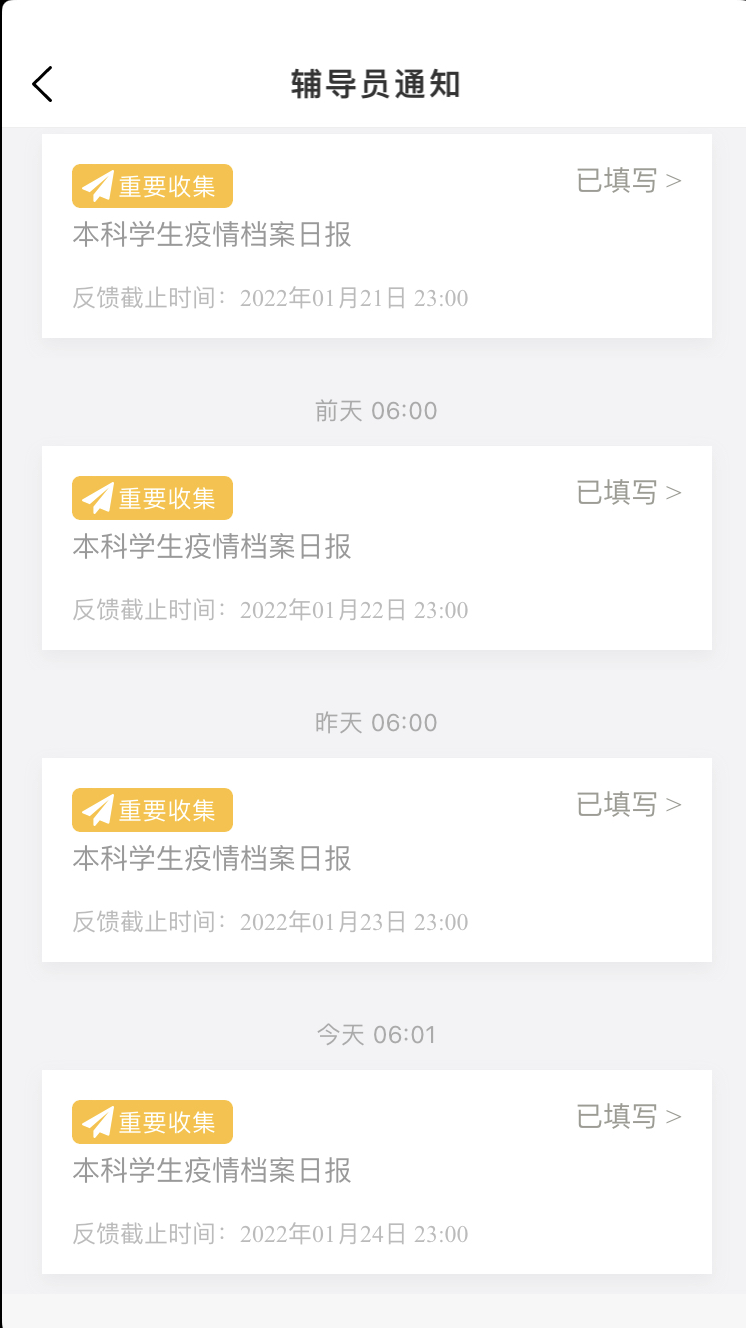 辅导员通知
重要收集
已填写 >
本科学生疫情档案日报
反馈截止时间：2022年01月21日 23:00
前天 06:00
重要收集
已填写 >
本科学生疫情档案日报
反馈截止时间：2022年01月22日 23:00
昨天 06:00
重要收集
已填写 >
本科学生疫情档案日报
反馈截止时间：2022年01月23日 23:00
今天 06:01
重要收集
已填写 >
本科学生疫情档案日报
反馈截止时间：2022年01月24日 23:00